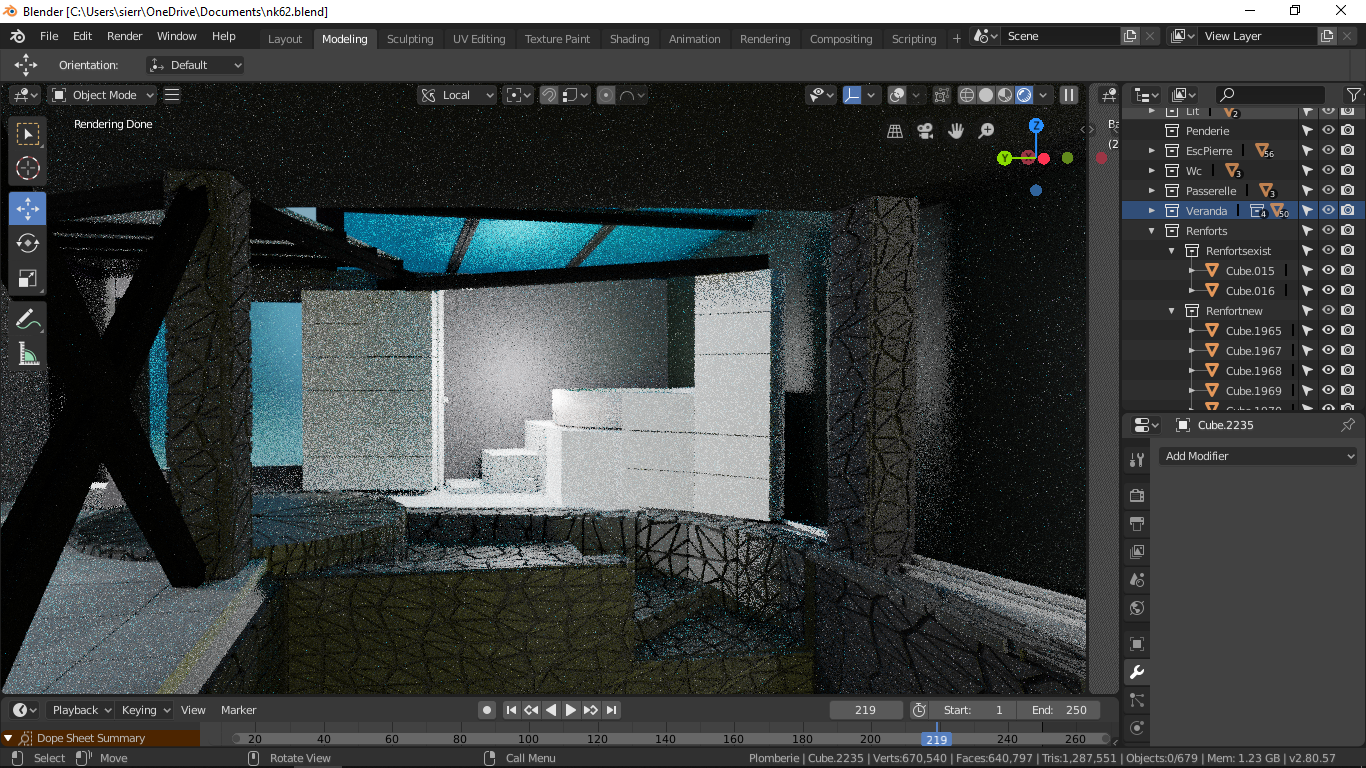 Blender [C:\Users\sierr\OneDrive\Documents\nk62.blend]
File Edit Render Window Help
Layout Modeling Sculpting UV Editing Texture Paint Shading Animation Rendering Compositing Scripting + Scene View Layer
Orientation: Default
Object Mode Local
Rendering Done
Z
Y
Ba
(2
Lit 2
Penderie
EscPierre 56
Wc 3
Passerelle 3
Veranda 4 50
Renforts
Renfortsexist
Cube.015
Cube.016
Renfortnew
Cube.1965
Cube.1967
Cube.1968
Cube.1969
Cube.2235
Add Modifier
Playback Keying View Marker 219 Start: 1 End: 250
Dope Sheet Summary 20 40 60 80 100 120 140 160 180 200 219 240 260
Select Move Rotate View Call Menu Plomberie | Cube.2235 | Verts:670,540 | Faces:640,797 | Tris:1,287,551 | Objects:0/679 | Mem: 1.23 GB | v2.80.57